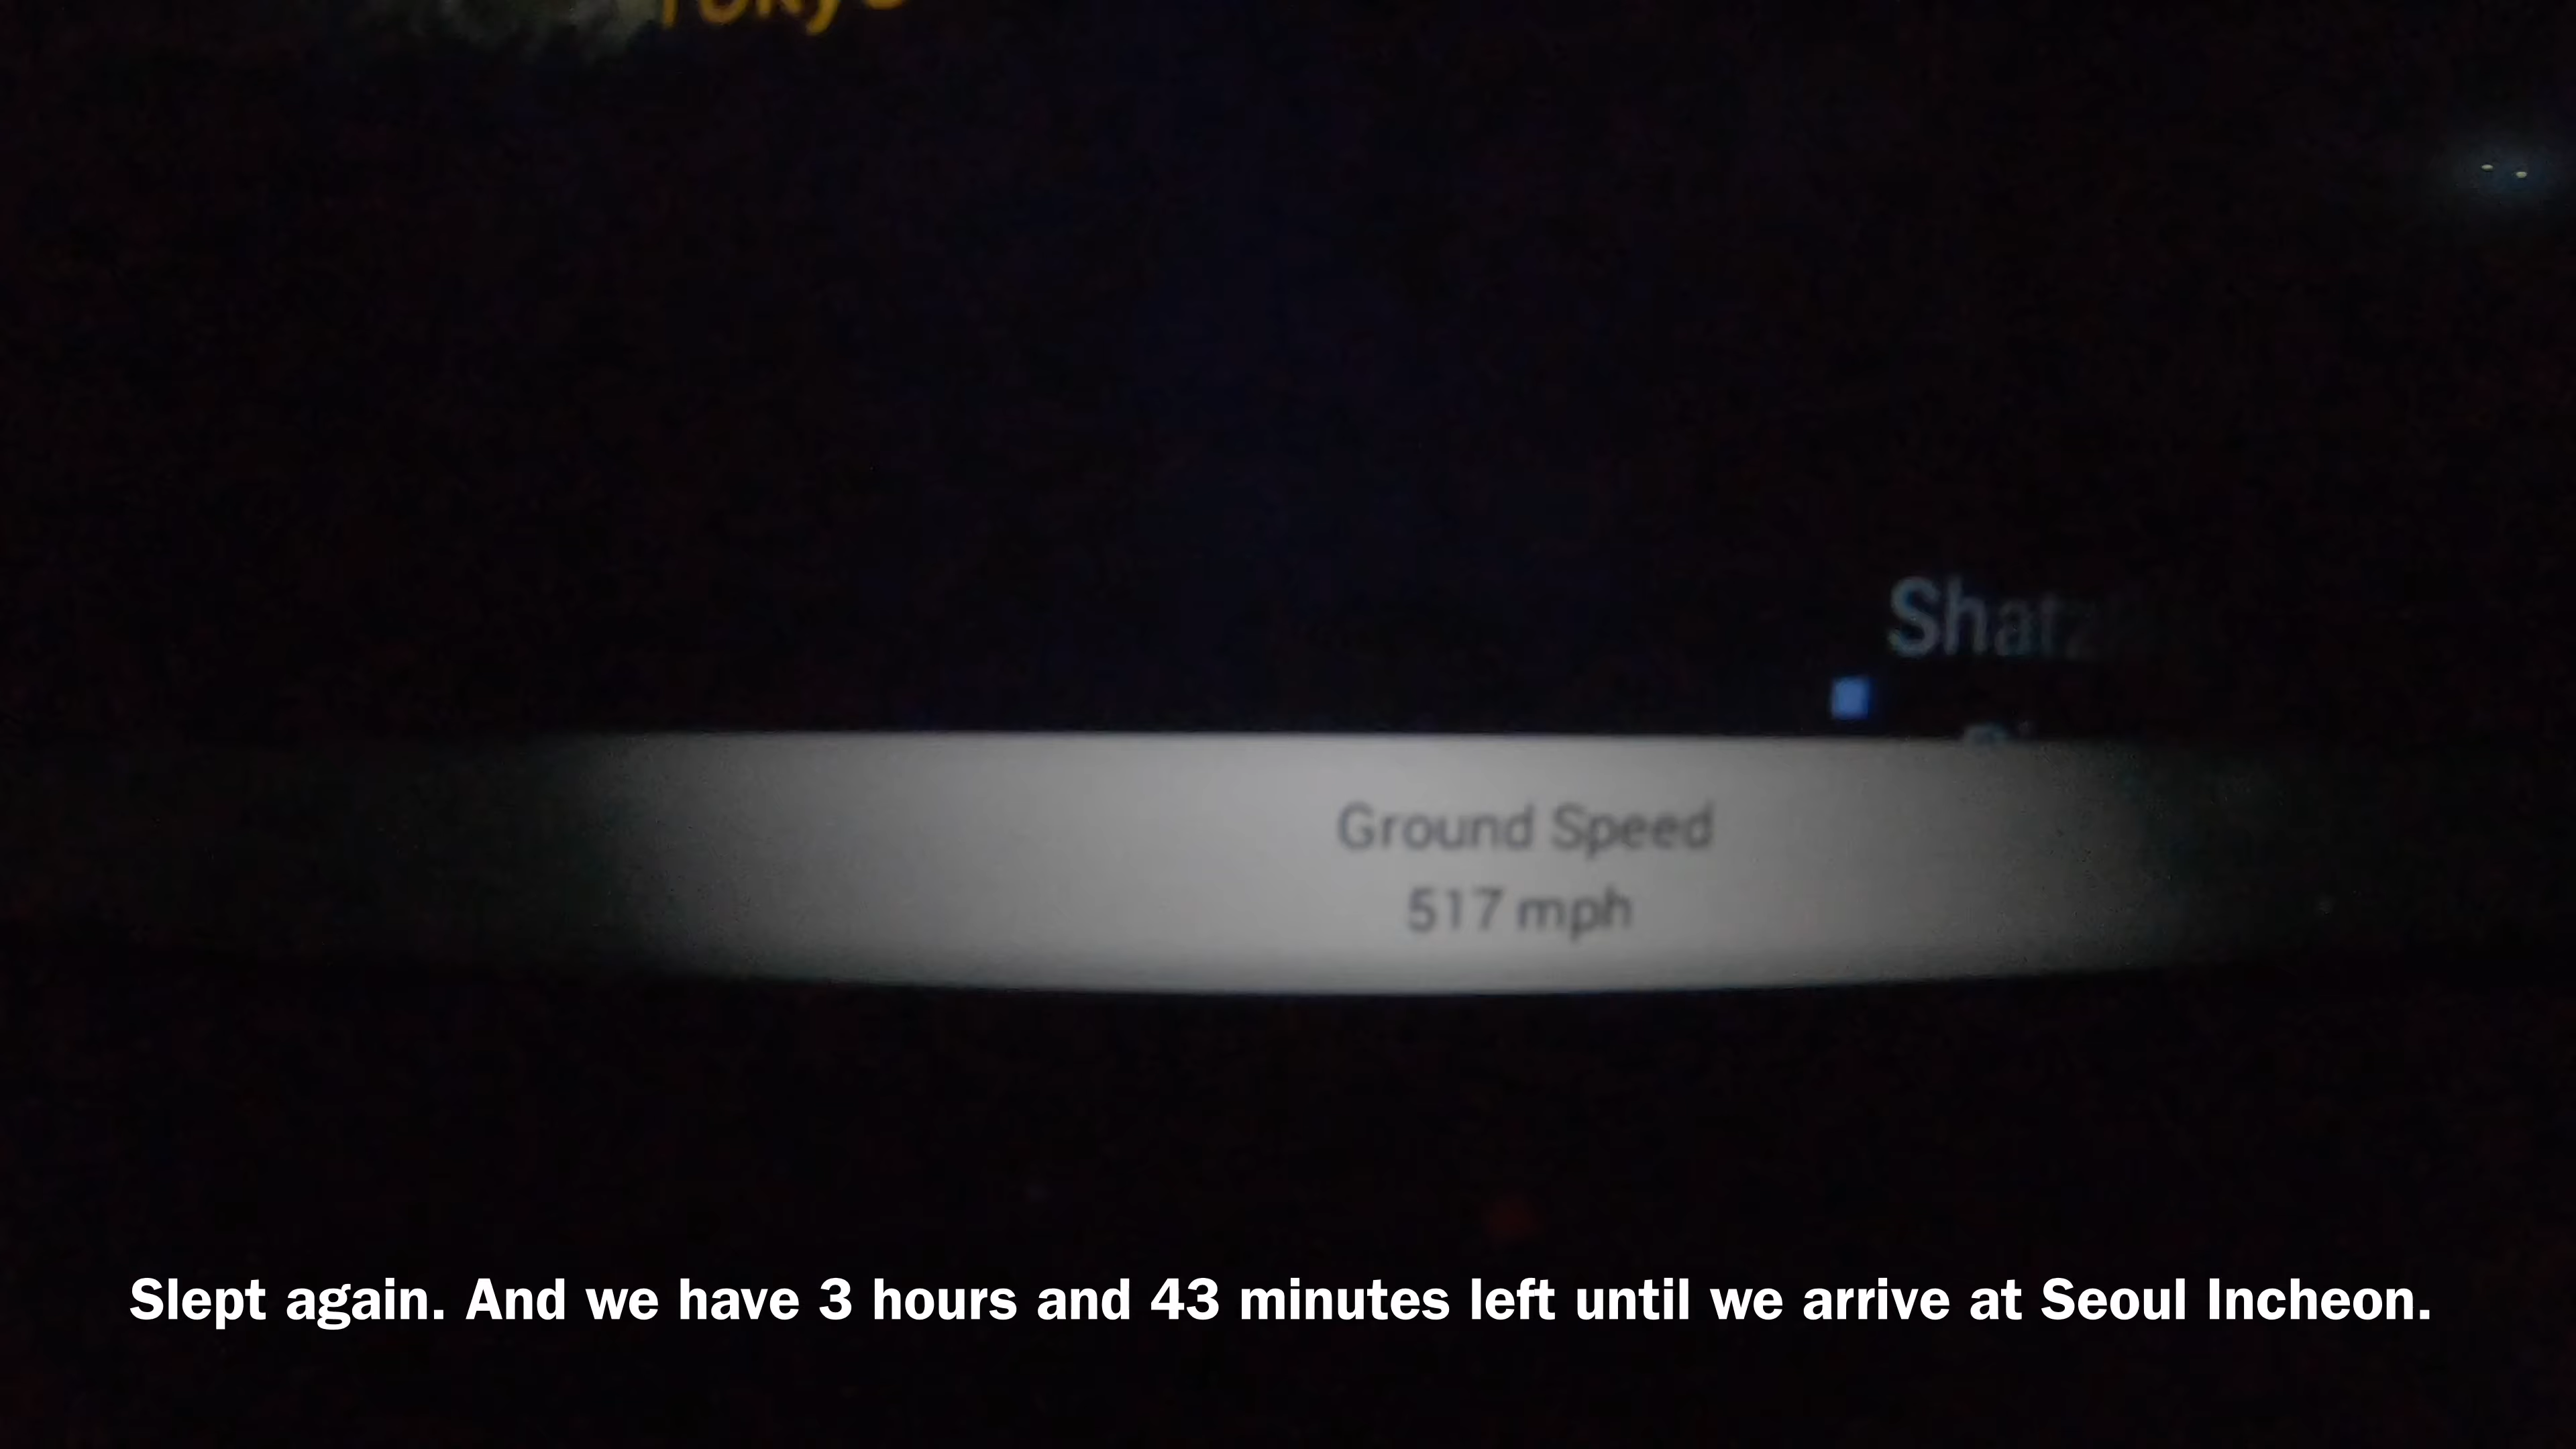 Tokyo
Ground Speed
517 mph
Slept again. And we have 3 hours and 43 minutes left until we arrive at Seoul Incheon.